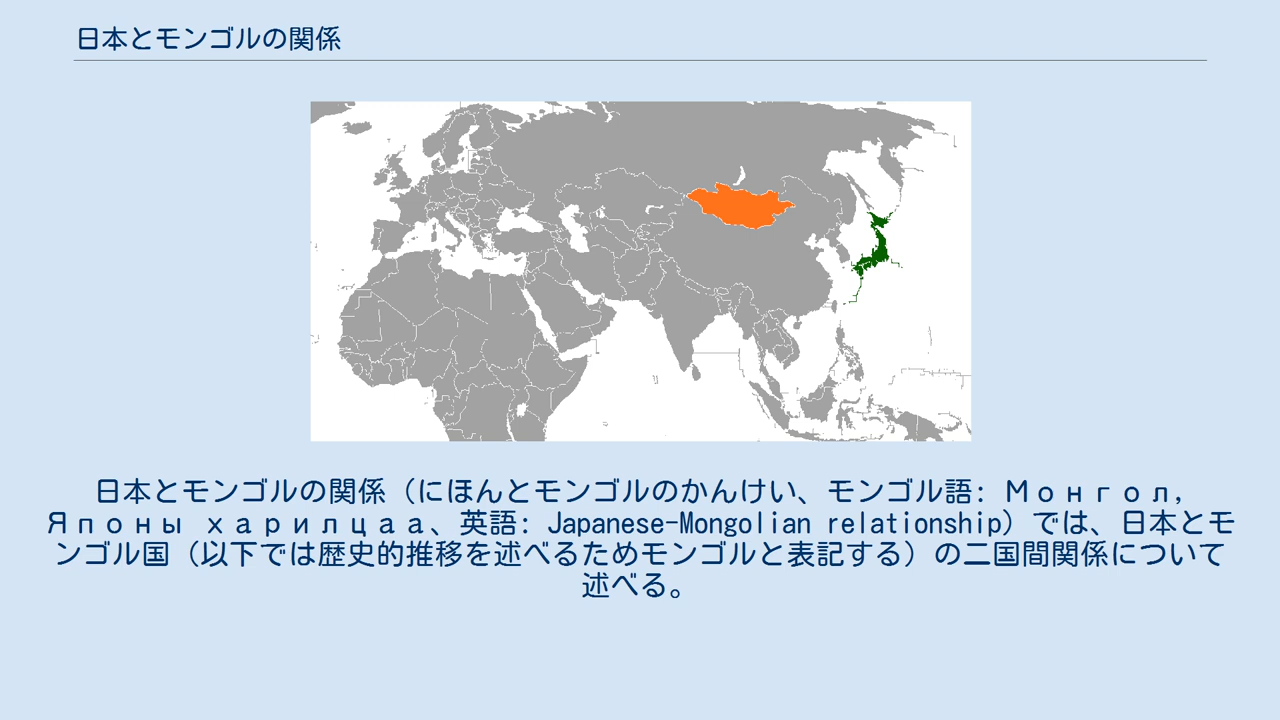 日本とモンゴルの関係
日本とモンゴルの関係（にほんとモンゴルのかんけい、モンゴル語: Монгол,
Японы харилцаа、英語: Japanese-Mongolian relationship）では、日本とモ
ンゴル国（以下では歴史的推移を述べるためモンゴルと表記する）の二国間関係について
述べる。